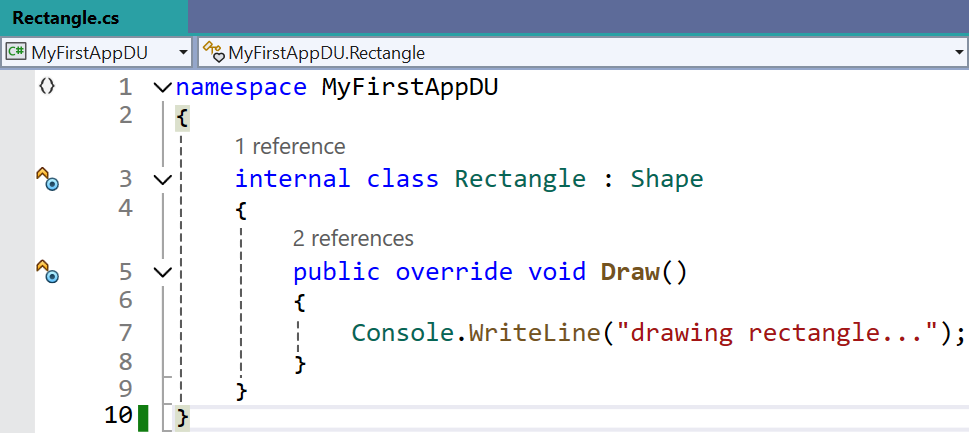 Rectangle.cs
C# MyFirstAppDU MyFirstAppDU.Rectangle
1 namespace MyFirstAppDU
2 {
1 reference
3 internal class Rectangle : Shape
4 {
2 references
5 public override void Draw()
6 {
7 Console.WriteLine("drawing rectangle...");
8 }
9 }
10 }